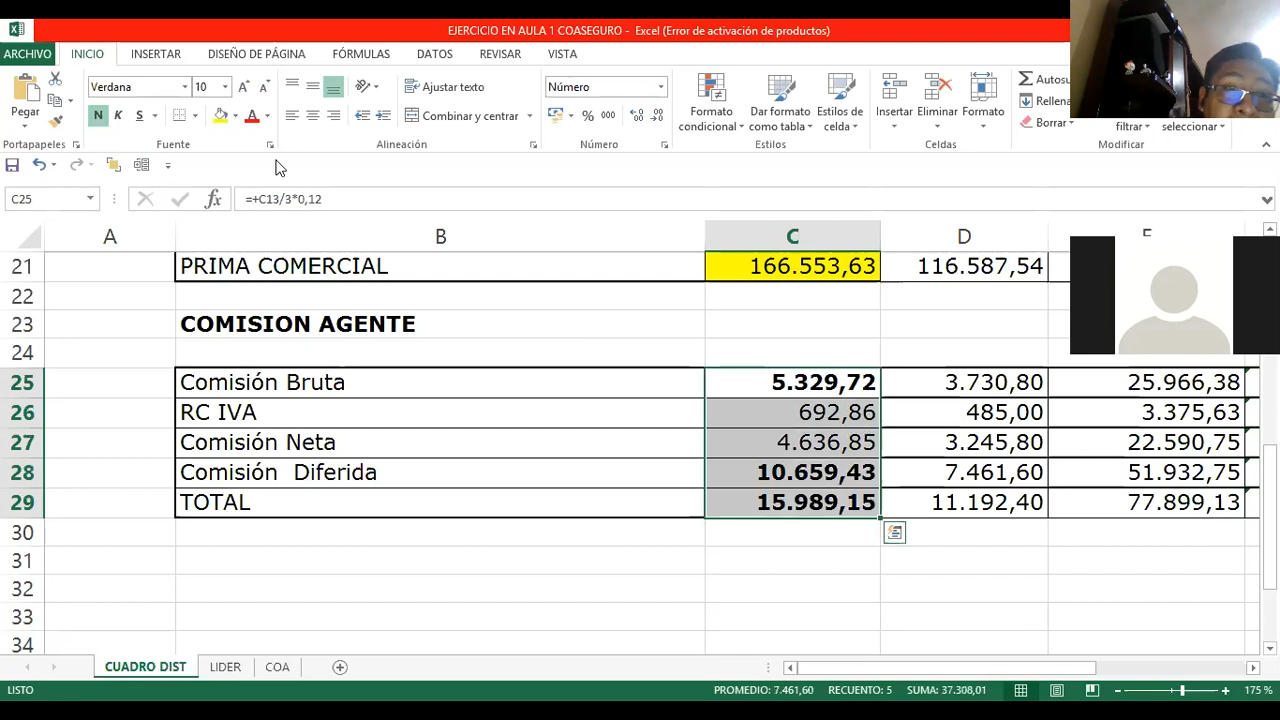 EJERCICIO EN AULA 1 COASEGURO - Excel (Error de activación de productos)
ARCHIVO INICIO INSERTAR DISEÑO DE PÁGINA FÓRMULAS DATOS REVISAR VISTA
Pegar
Verdana 10
N K S
Ajustar texto
Combinar y centrar
Número
% 000
Formato condicional
Dar formato como tabla
Estilos de celda
Insertar Eliminar Formato
Autosu
Rellena
Borrar
filtrar seleccionar
Portapapeles Fuente Alineación Número Estilos Celdas Modificar
C25 fx =+C13/3*0,12
A B C D E
21 PRIMA COMERCIAL 166.553,63 116.587,54
22
23 COMISION AGENTE
24
25 Comisión Bruta 5.329,72 3.730,80 25.966,38
26 RC IVA 692,86 485,00 3.375,63
27 Comisión Neta 4.636,85 3.245,80 22.590,75
28 Comisión Diferida 10.659,43 7.461,60 51.932,75
29 TOTAL 15.989,15 11.192,40 77.899,13
30
31
32
33
34
CUADRO DIST LIDER COA
LISTO PROMEDIO: 7.461,60 RECUENTO: 5 SUMA: 37.308,01 175 %